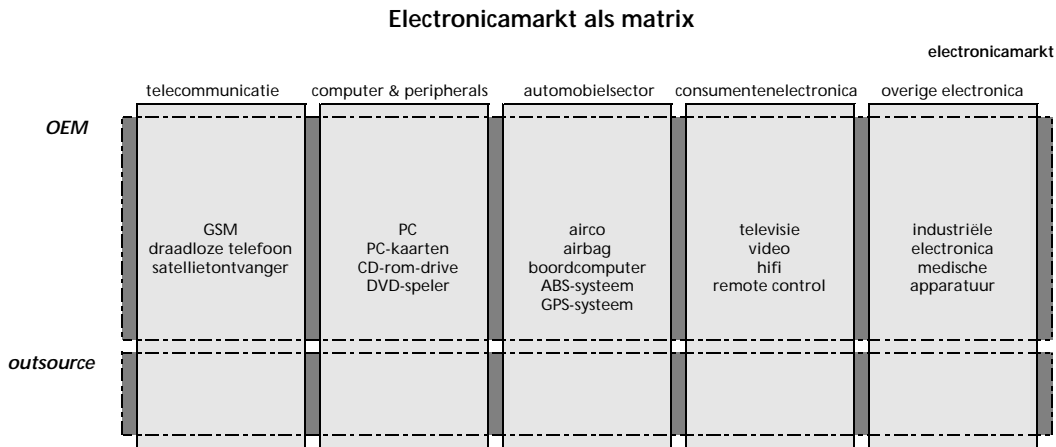 Electronicamarkt als matrix
electronicamarkt
telecommunicatie
computer & peripherals
automobielsector
consumentenelectronica
overige electronica
OEM
GSM
draadloze telefoon
satellietontvanger
PC
PC-kaarten
CD-rom-drive
DVD-speler
airco
airbag
boordcomputer
ABS-systeem
GPS-systeem
televisie
video
hifi
remote control
industriële
electronica
medische
apparatuur
outsource